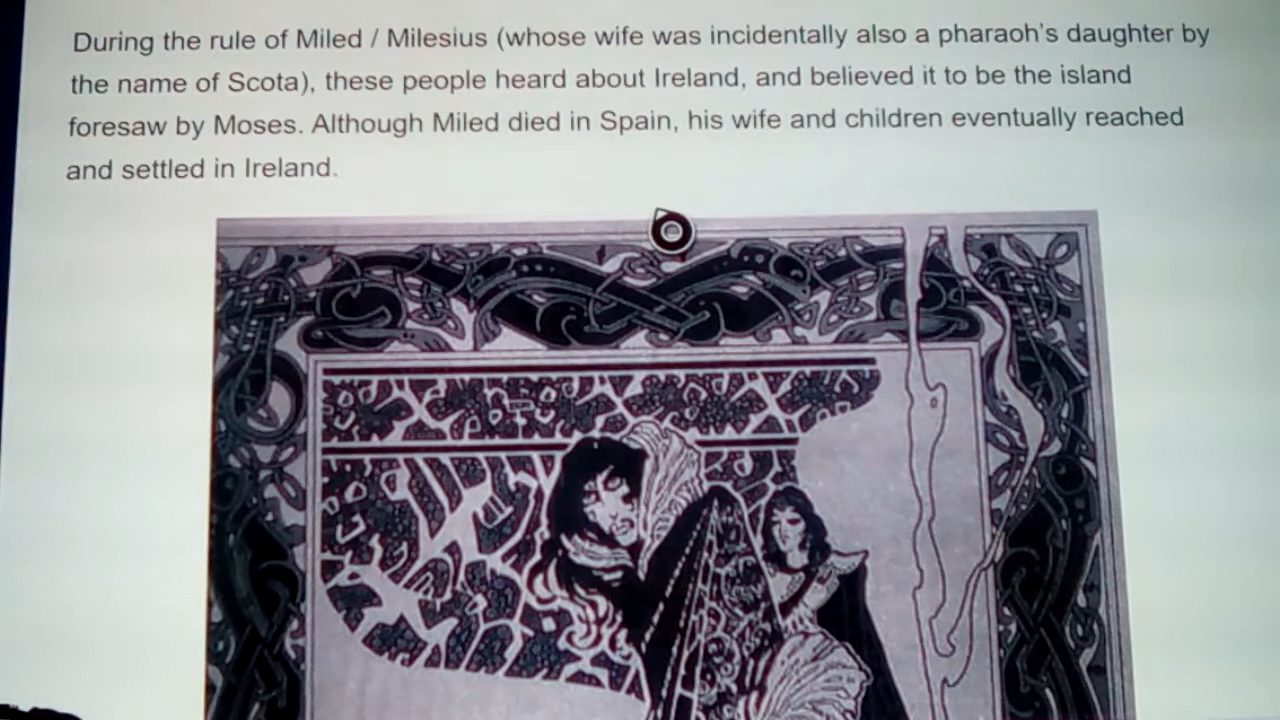 During the rule of Miled / Milesius (whose wife was incidentally also a pharaoh's daughter by
the name of Scota), these people heard about Ireland, and believed it to be the island
foresaw by Moses. Although Miled died in Spain, his wife and children eventually reached
and settled in Ireland.